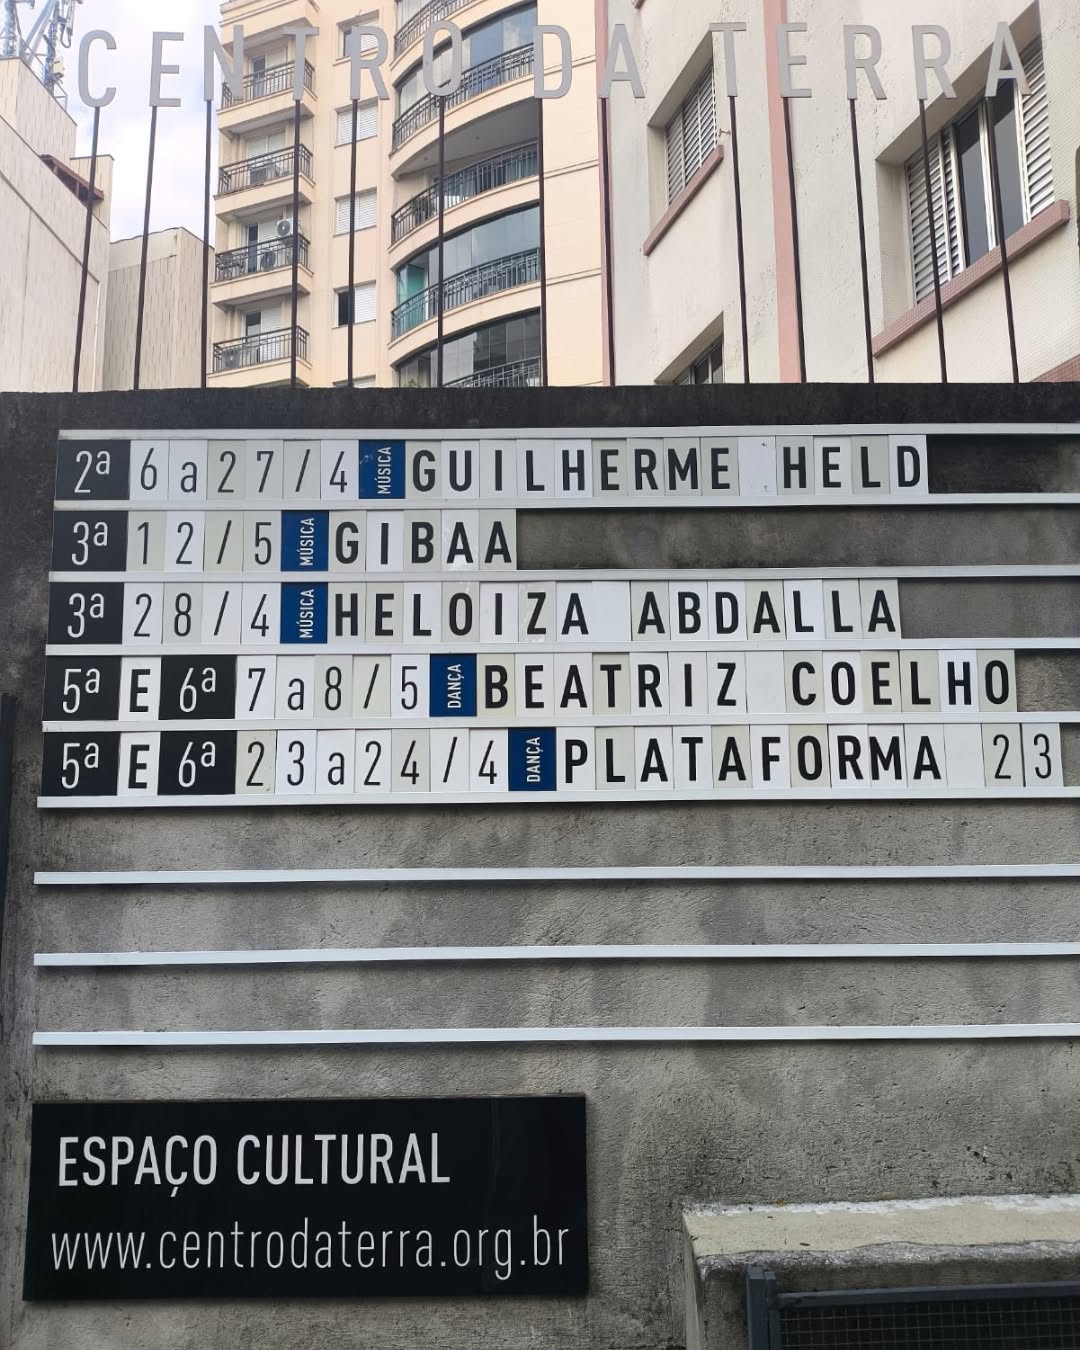 CENTRO DA TERRA
2ª 6 a 27/4 MÚSICA GUILHERME HELD
3ª 12/5 MÚSICA GIBAA
3ª 28/4 MÚSICA HELOIZA ABDALLA
5ª E 6ª 7 a 8/5 DANÇA BEATRIZ COELHO
5ª E 6ª 23 a 24/4 DANÇA PLATAFORMA 23
ESPAÇO CULTURAL
www.centrodaterra.org.br